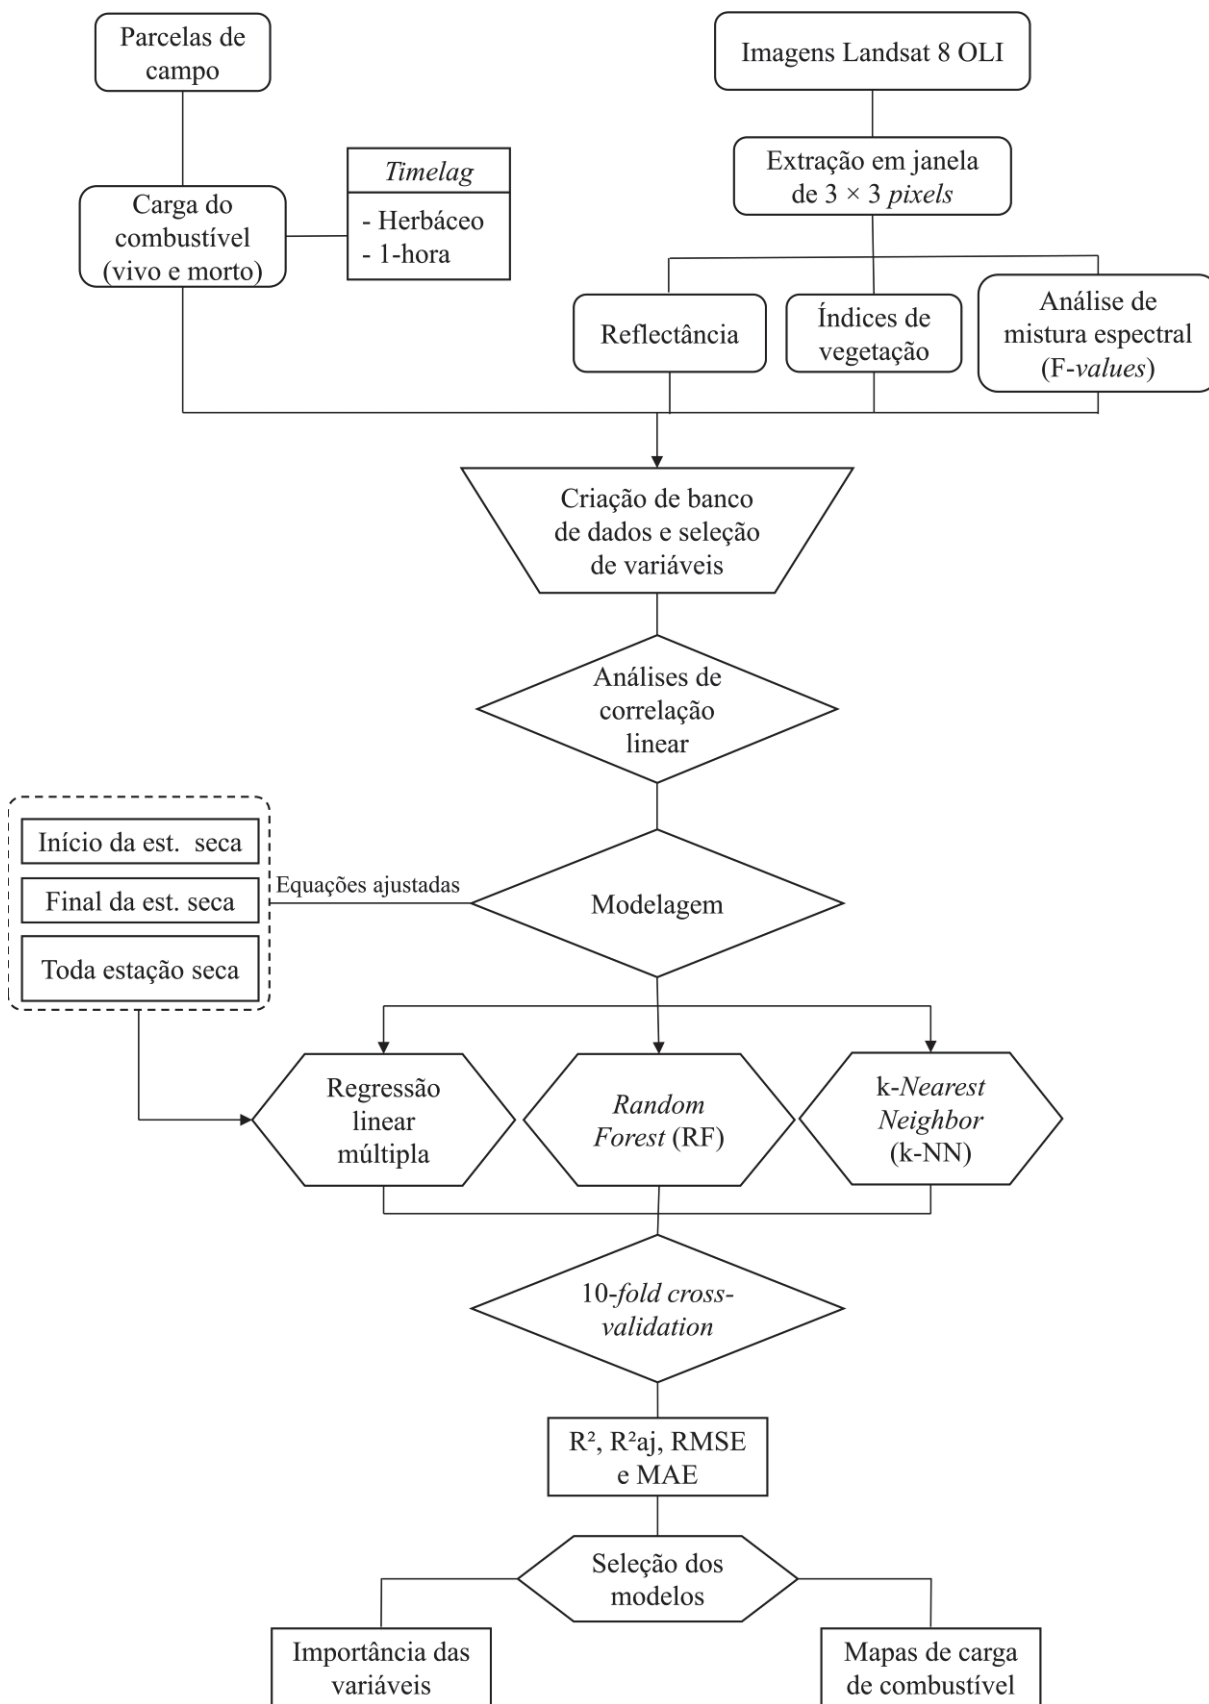 Parcelas de
campo
Imagens Landsat 8 OLI
Extração em janela
de 3 × 3 pixels
Timelag
- Herbáceo
- 1-hora
Carga do
combustível
(vivo e morto)
Reflectância
Índices de
vegetação
Análise de
mistura espectral
(F-values)
Criação de banco
de dados e seleção
de variáveis
Análises de
correlação
linear
Início da est. seca
Final da est. seca
Toda estação seca
Equações ajustadas
Modelagem
Regressão
linear
múltipla
Random
Forest (RF)
k-Nearest
Neighbor
(k-NN)
10-fold cross-
validation
R², R²aj, RMSE
e MAE
Seleção dos
modelos
Importância das
variáveis
Mapas de carga
de combustível